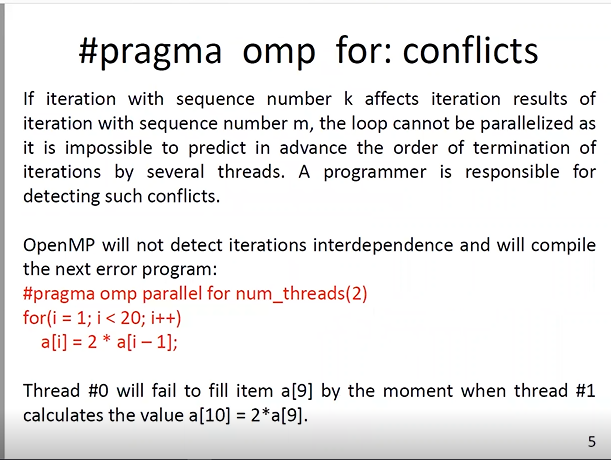 #pragma omp for: conflicts
If iteration with sequence number k affects iteration results of
iteration with sequence number m, the loop cannot be parallelized as
it is impossible to predict in advance the order of termination of
iterations by several threads. A programmer is responsible for
detecting such conflicts.
OpenMP will not detect iterations interdependence and will compile
the next error program:
#pragma omp parallel for num_threads(2)
for(i = 1; i < 20; i++)
a[i] = 2 * a[i – 1];
Thread #0 will fail to fill item a[9] by the moment when thread #1
calculates the value a[10] = 2*a[9].
5